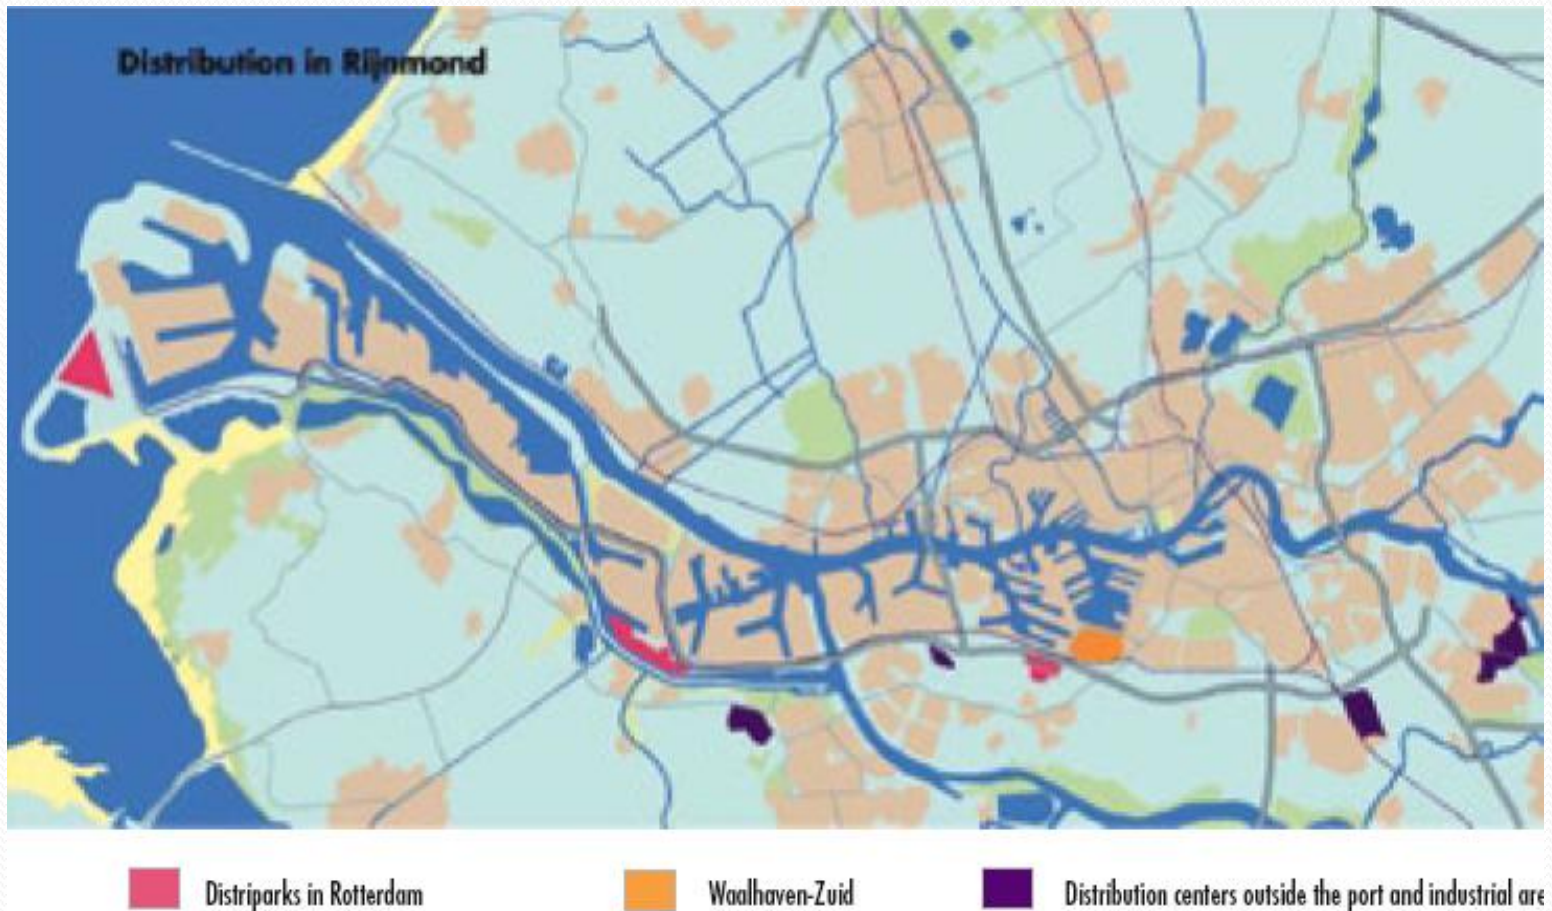 Distribution in Rijnmond
Distriparks in Rotterdam
Waalhaven-Zuid
Distribution centers outside the port and industrial are